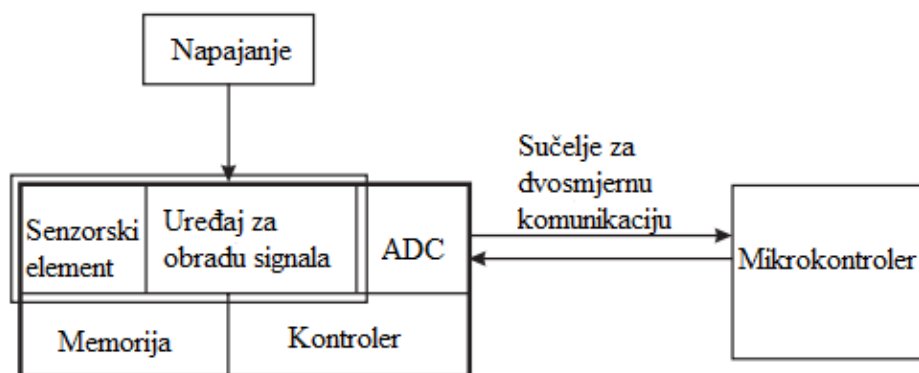 Napajanje
Sučelje za
dvosmjernu
komunikaciju
Senzorski
element
Uređaj za
obradu signala
ADC
Mikrokontroler
Memorija
Kontroler